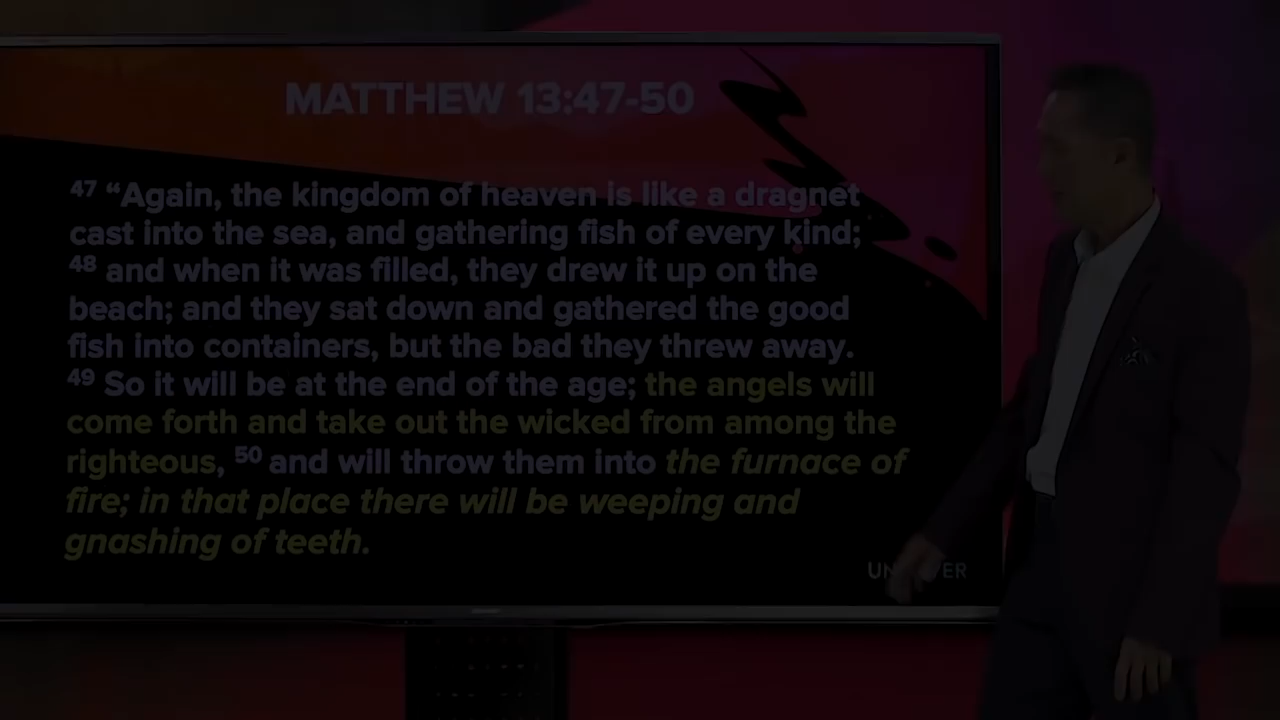 MATTHEW 13:47-50
47 “Again, the kingdom of heaven is like a dragnet
cast into the sea, and gathering fish of every kind;
48 and when it was filled, they drew it up on the
beach; and they sat down and gathered the good
fish into containers, but the bad they threw away.
49 So it will be at the end of the age; the angels will
come forth and take out the wicked from among the
righteous, 50 and will throw them into the furnace of
fire; in that place there will be weeping and
gnashing of teeth.